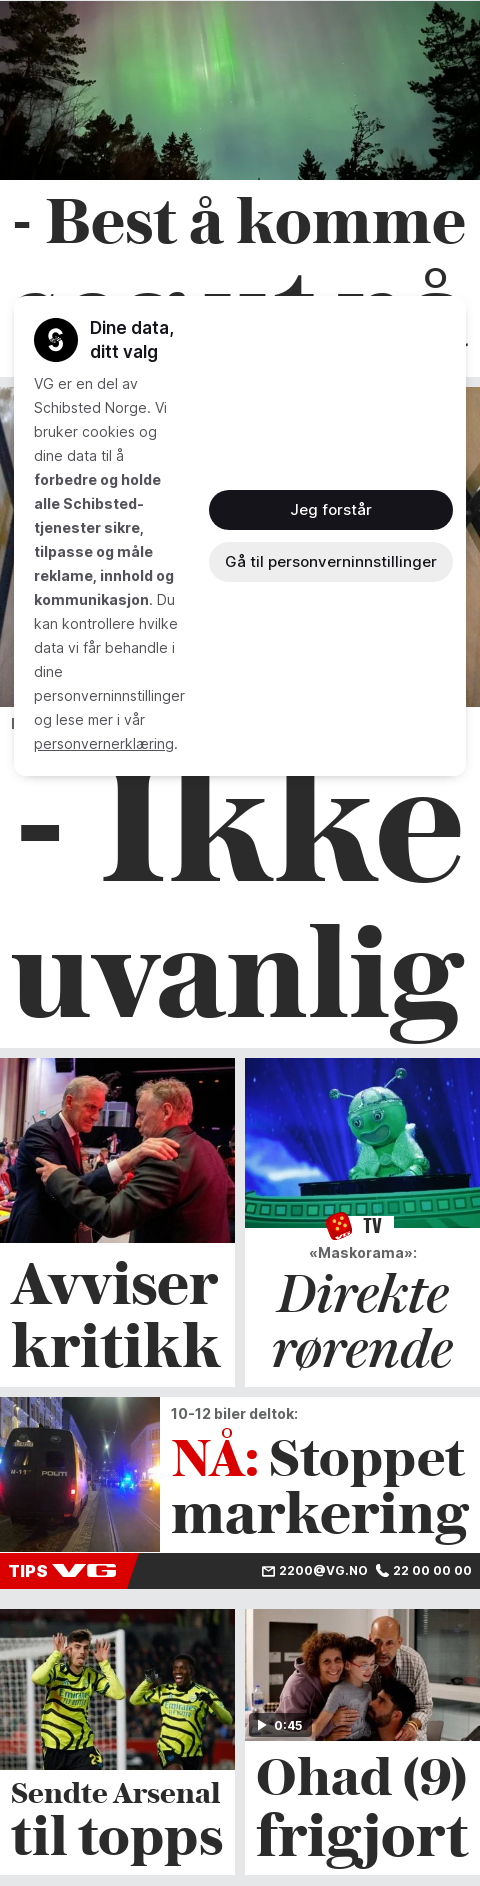 - Best å komme
Dine data,
ditt valg
VG er en del av
Schibsted Norge. Vi
bruker cookies og
dine data til å
forbedre og holde
alle Schibsted-
tjenester sikre,
tilpasse og måle
reklame, innhold og
kommunikasjon. Du
kan kontrollere hvilke
data vi får behandle i
dine
personverninnstillinger
og lese mer i vår
personvernerklæring.
Jeg forstår
Gå til personverninnstillinger
- Ikke
uvanlig
Avviser
kritikk
TV
«Maskorama»:
Direkte
rørende
10-12 biler deltok:
NÅ: Stoppet
markering
POLITI
TIPS VG
2200@VG.NO 22 00 00 00
Sendte Arsenal
til topps
0:45
Ohad (9)
frigjort